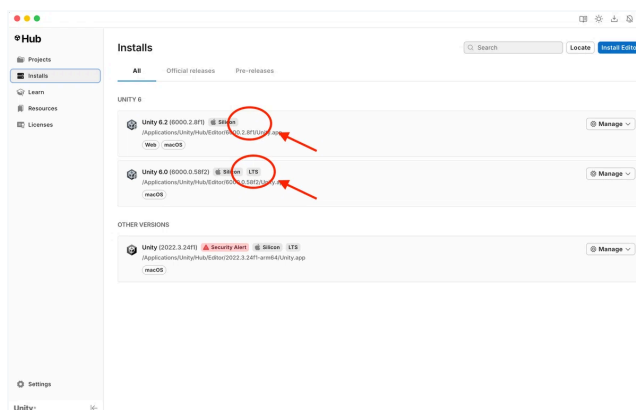 Hub
Projects
Installs
Learn
Resources
Licenses
Installs
Search
Locate
Install Edito
All
Official releases
Pre-releases
UNITY 6
Unity 6.2 (6000.2.8f1) Silicon
/Applications/Unity/Hub/Editor/6000.2.8f1/Unity.app
Web macOS
Manage
Unity 6.0 (6000.0.58f2) Silicon LTS
/Applications/Unity/Hub/Editor/6000.0.58f2/Unity.app
macOS
Manage
OTHER VERSIONS
Unity (2022.3.24f1) Security Alert Silicon LTS
/Applications/Unity/Hub/Editor/2022.3.24f1-arm64/Unity.app
macOS
Manage
Settings
Unity